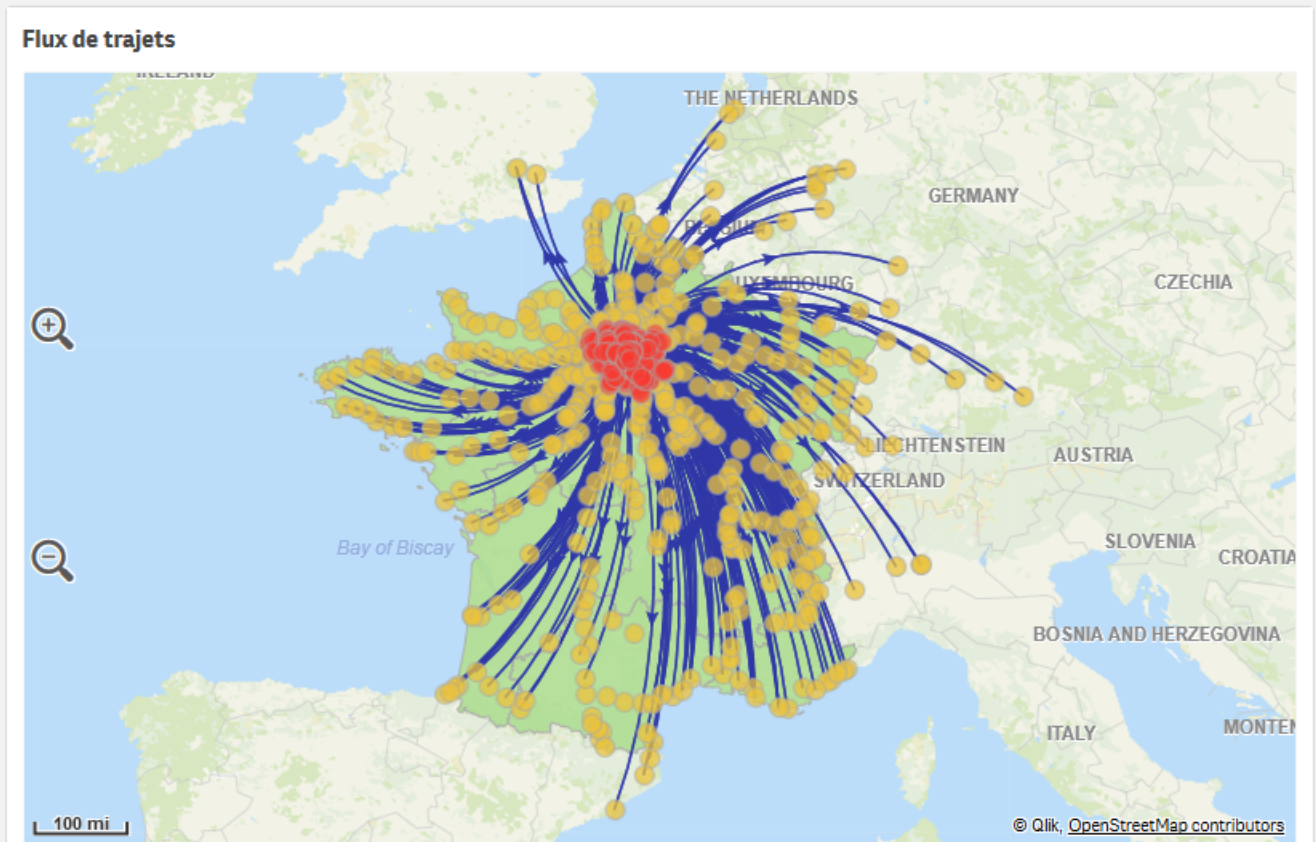 Flux de trajets
IRELAND
THE NETHERLANDS
GERMANY
CZECHIA
LIECHTENSTEIN
AUSTRIA
SWITZERLAND
Bay of Biscay
SLOVENIA
CROATIA
BOSNIA AND HERZEGOVINA
ITALY
MONTEN
100 mi
© Qlik, OpenStreetMap contributors